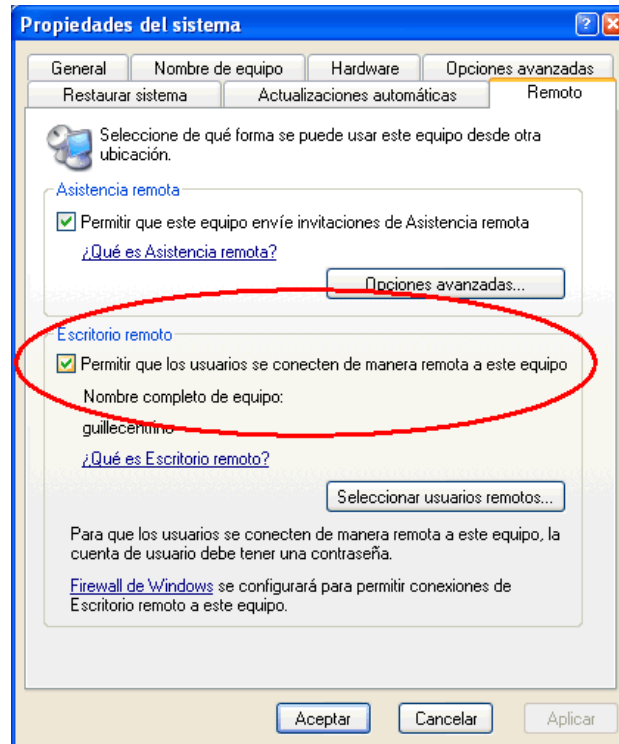 Propiedades del sistema
General
Nombre de equipo
Hardware
Opciones avanzadas
Restaurar sistema
Actualizaciones automáticas
Remoto
Seleccione de qué forma se puede usar este equipo desde otra
ubicación.
Asistencia remota
Permitir que este equipo envíe invitaciones de Asistencia remota
¿Qué es Asistencia remota?
Opciones avanzadas...
Escritorio remoto
Permitir que los usuarios se conecten de manera remota a este equipo
Nombre completo de equipo:
guillecentrino
¿Qué es Escritorio remoto?
Seleccionar usuarios remotos...
Para que los usuarios se conecten de manera remota a este equipo, la
cuenta de usuario debe tener una contraseña.
Firewall de Windows se configurará para permitir conexiones de
Escritorio remoto a este equipo.
Aceptar
Cancelar
Aplicar